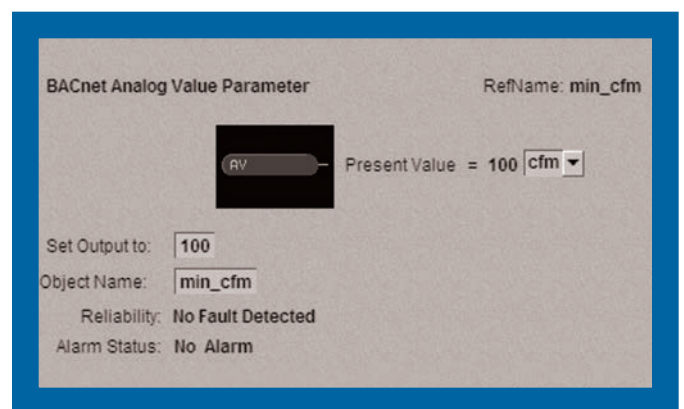 BACnet Analog Value Parameter RefName: min_cfm
AV Present Value = 100 cfm
Set Output to: 100
Object Name: min_cfm
Reliability: No Fault Detected
Alarm Status: No Alarm